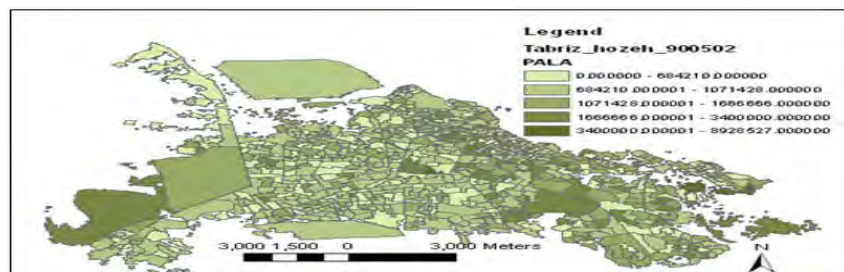 Legend
Tabriz_hozeh_900502
PALA
0.000000 - 684210.000000
684210.000001 - 1071428.000000
1071428.000001 - 1666666.000000
1666666.000001 - 3400000.000000
3400000.000001 - 8928527.000000
3,000 1,500 0 3,000 Meters
N